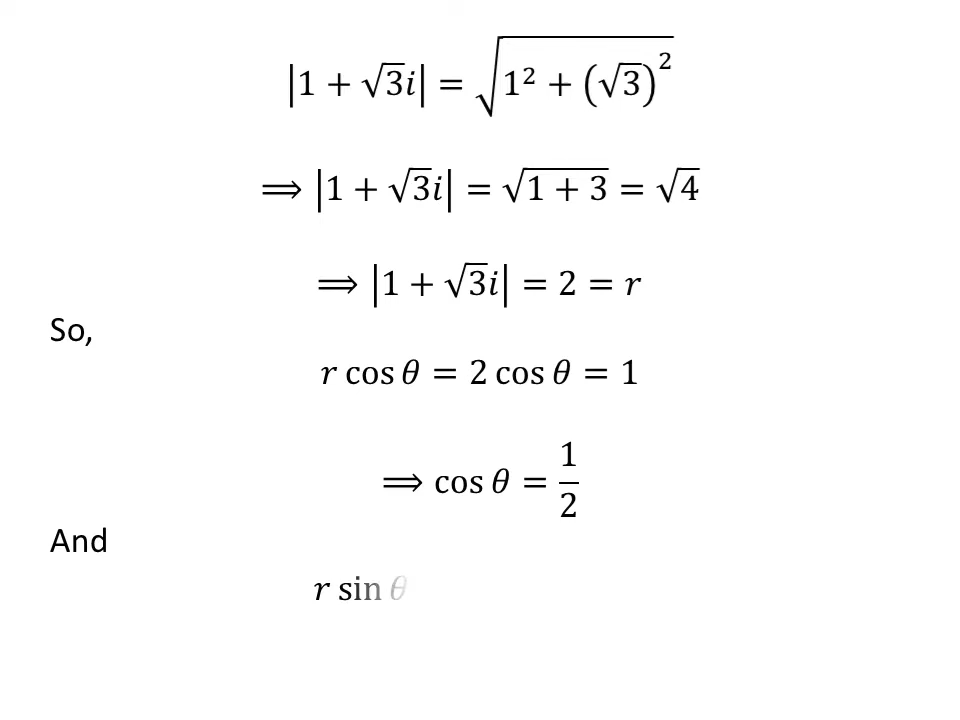 |1 + √3i| = √(1² + (√3)²)
⟹ |1 + √3i| = √(1 + 3) = √4
⟹ |1 + √3i| = 2 = r
So,
r cos θ = 2 cos θ = 1
⟹ cos θ = 1/2
And
r sin θ